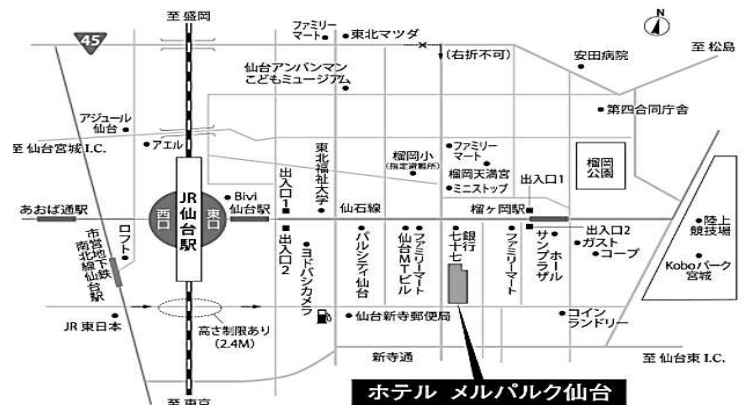 至 盛岡
45
ファミリー
マート
東北マツダ
(右折不可)
N
安田病院
至 松島
仙台アンパンマン
こどもミュージアム
第四合同庁舎
アジュール
仙台
至 仙台宮城 I.C.
アエル
東北福祉大学
榴岡小
(指定避難所)
ファミリー
マート
榴岡天満宮
ミニストップ
榴岡
公園
出入口1
出入口1
Bivi
仙台駅
仙石線
榴ヶ岡駅
あおば通駅
西口
JR仙台駅
東口
陸上
競技場
Koboパーク
宮城
市営地下鉄
南北線仙台駅
ロフト
出入口2
ヨドバシカメラ
パルシティ仙台
仙台MTビル
ファミリーマート
七十七
銀行
ファミリーマート
サンプラザ
ホール
出入口2
ガスト
コープ
JR 東日本
高さ制限あり
(2.4M)
仙台新寺郵便局
コイン
ランドリー
新寺通
至 仙台東 I.C.
至 東京
ホテル メルパルク仙台